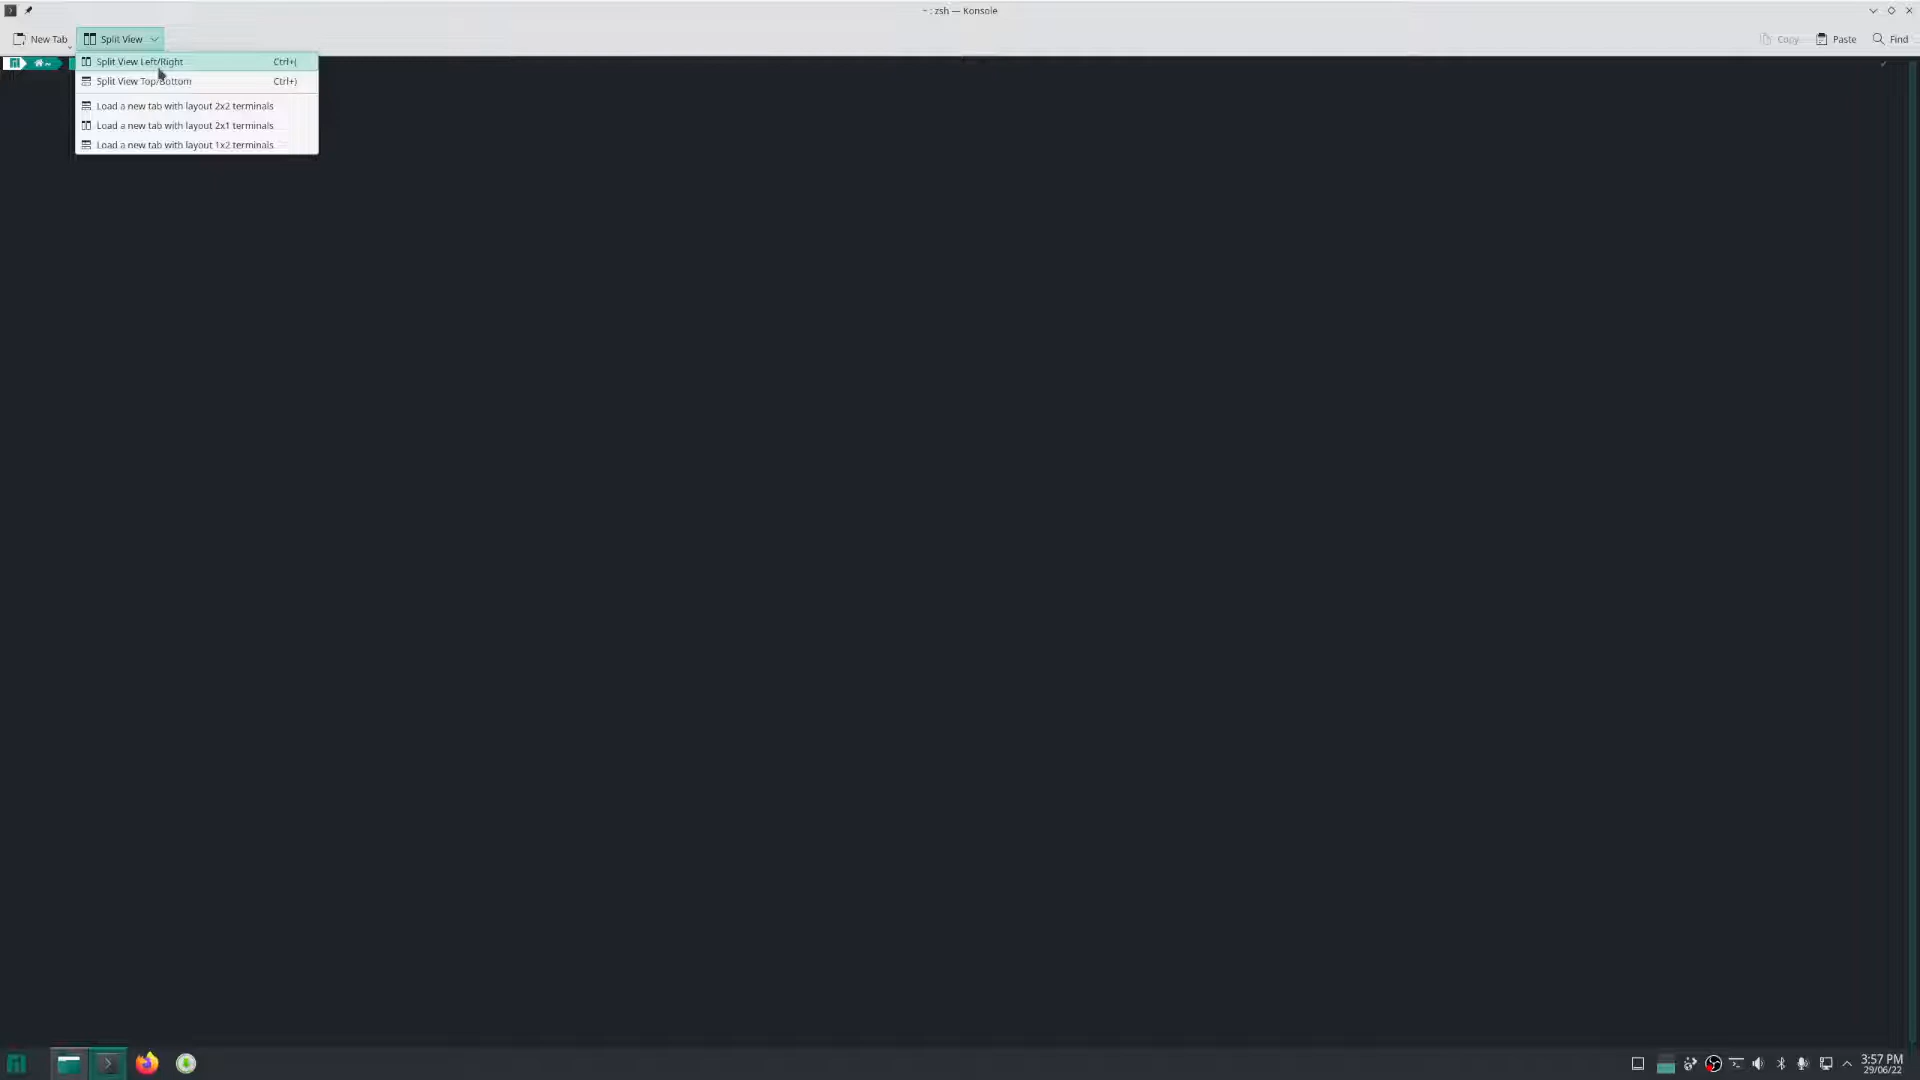 ~ : zsh — Konsole
New Tab
Split View
Copy
Paste
Find
Split View Left/Right Ctrl+(
Split View Top/Bottom Ctrl+)
Load a new tab with layout 2x2 terminals
Load a new tab with layout 2x1 terminals
Load a new tab with layout 1x2 terminals
~
3:57 PM
29/06/22